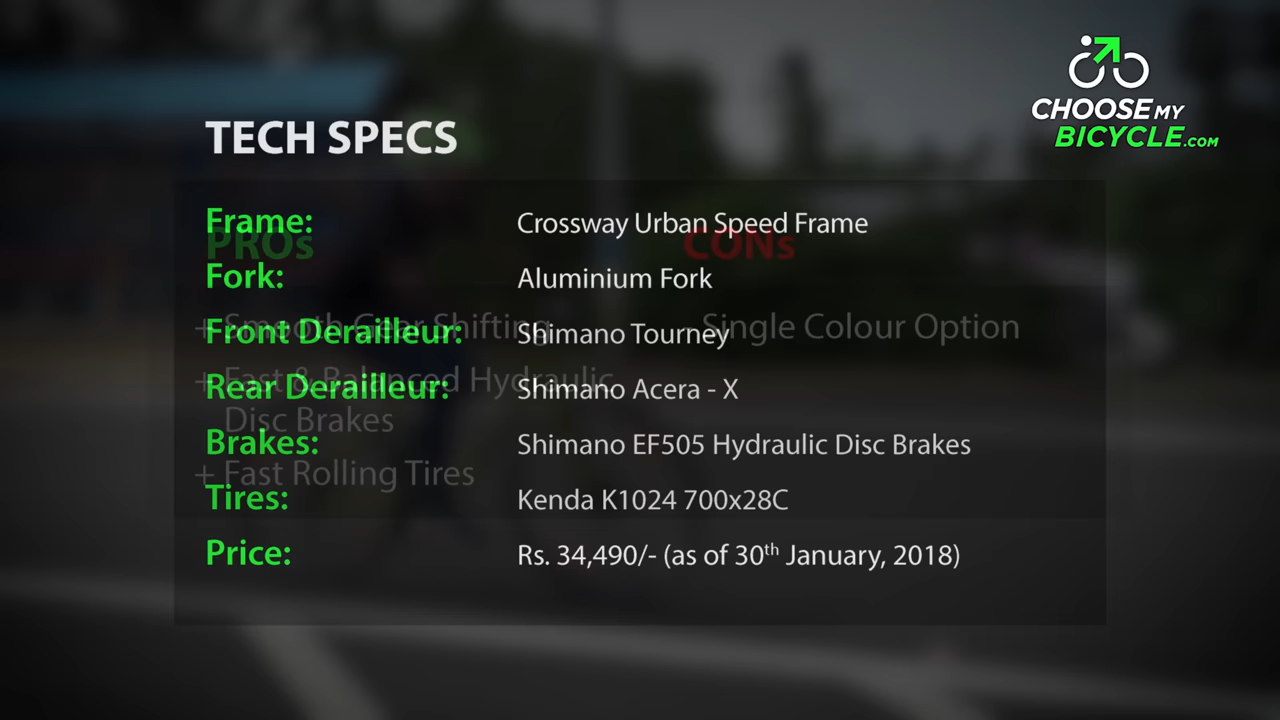 CHOOSE MY
BICYCLE.com
TECH SPECS
Frame: Crossway Urban Speed Frame
PROs CONs
Fork: Aluminium Fork
+ Smooth Gear Shifting - Single Colour Option
Front Derailleur: Shimano Tourney
+ Fast & Balanced Hydraulic
Rear Derailleur: Shimano Acera - X
Disc Brakes
Brakes: Shimano EF505 Hydraulic Disc Brakes
+ Fast Rolling Tires
Tires: Kenda K1024 700x28C
Price: Rs. 34,490/- (as of 30th January, 2018)